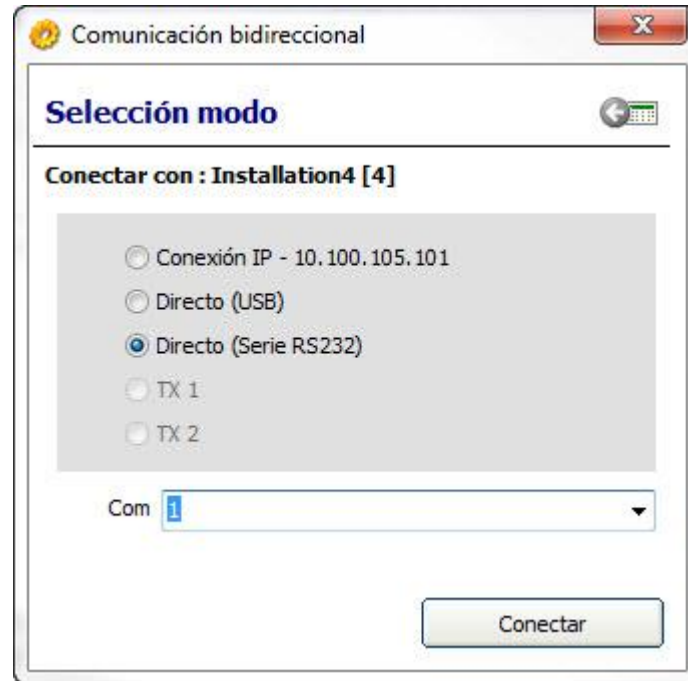 Comunicación bidireccional
Selección modo
Conectar con : Installation4 [4]
Conexión IP - 10.100.105.101
Directo (USB)
Directo (Serie RS232)
TX 1
TX 2
Com 1
Conectar